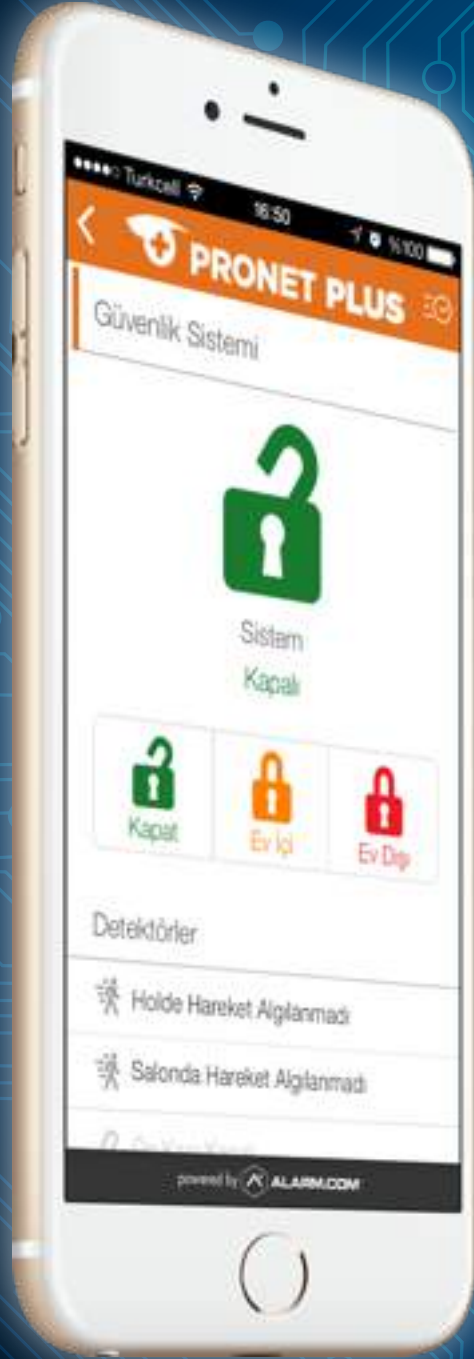 Turkcell 16:50 %100
PRONET PLUS
Güvenlik Sistemi
Sistem
Kapalı
Kapat Ev İçi Ev Dışı
Detektörler
Holde Hareket Algılanmadı
Salonda Hareket Algılanmadı
powered by ALARM.COM